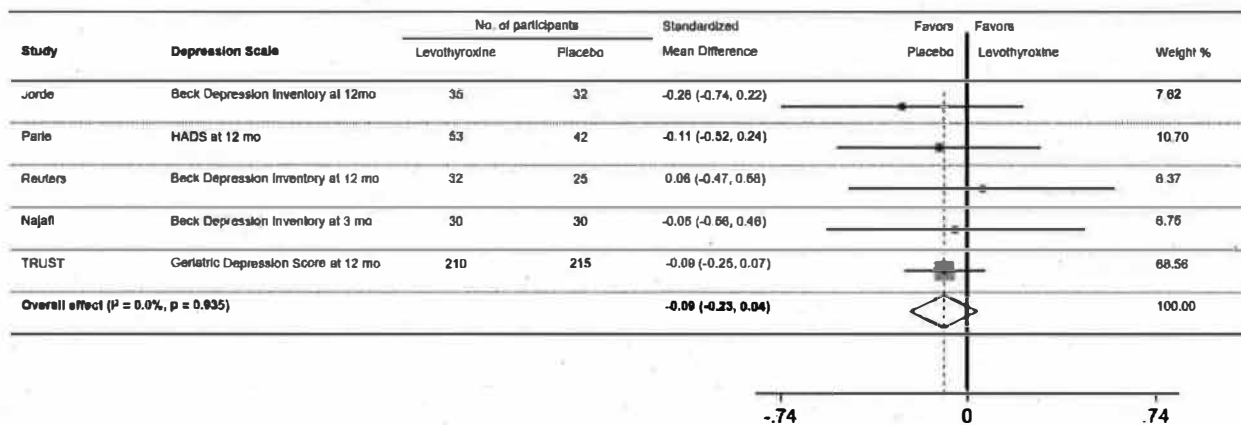 No. of participants Standardized Favors Favors
Study Depression Scale Levothyroxine Placebo Mean Difference Placebo Levothyroxine Weight %
Jorde Beck Depression Inventory at 12mo 35 32 -0.26 (-0.74, 0.22) 7.62
Parle HADS at 12 mo 53 42 -0.11 (-0.52, 0.24) 10.70
Reuters Beck Depression Inventory at 12 mo 32 25 0.06 (-0.47, 0.58) 6.37
Najafi Beck Depression Inventory at 3 mo 30 30 -0.05 (-0.56, 0.46) 6.75
TRUST Geriatric Depression Score at 12 mo 210 215 -0.09 (-0.25, 0.07) 68.56
Overall effect (I² = 0.0%, p = 0.935) -0.09 (-0.23, 0.04) 100.00
-.74 0 .74